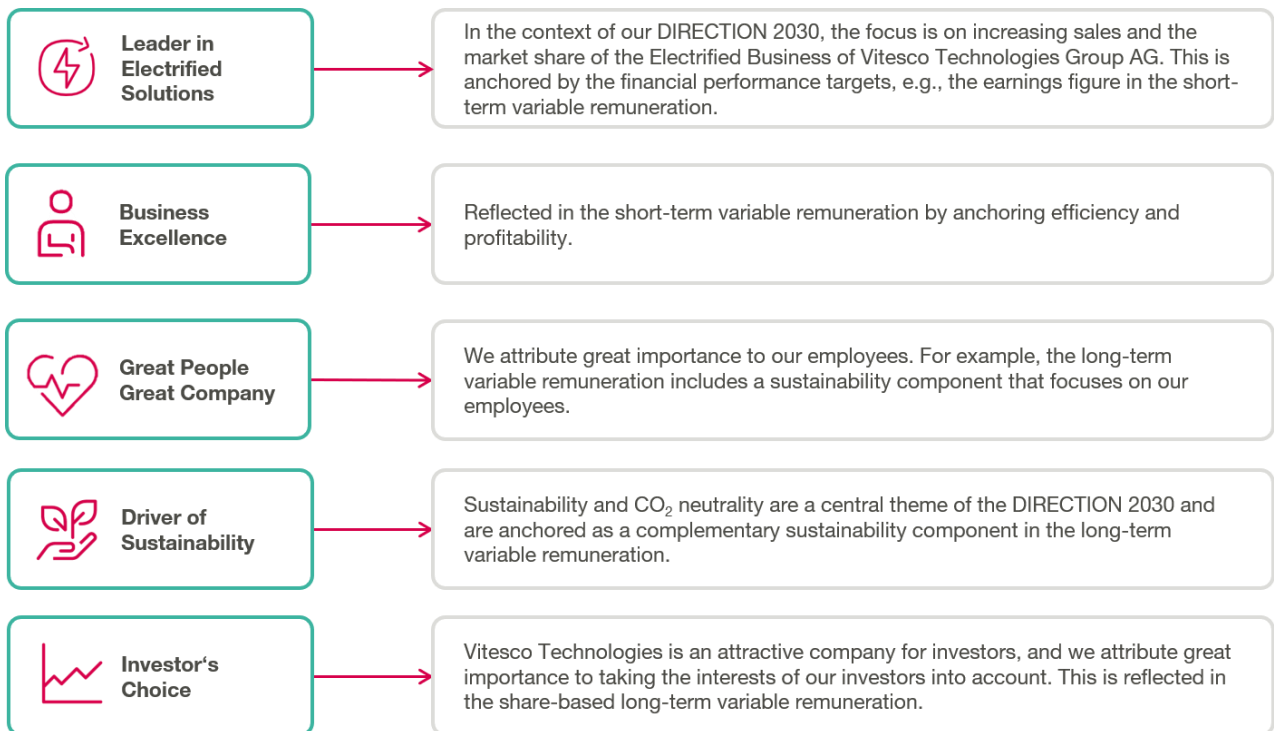 Leader in
Electrified
Solutions
In the context of our DIRECTION 2030, the focus is on increasing sales and the
market share of the Electrified Business of Vitesco Technologies Group AG. This is
anchored by the financial performance targets, e.g., the earnings figure in the short-
term variable remuneration.
Business
Excellence
Reflected in the short-term variable remuneration by anchoring efficiency and
profitability.
Great People
Great Company
We attribute great importance to our employees. For example, the long-term
variable remuneration includes a sustainability component that focuses on our
employees.
Driver of
Sustainability
Sustainability and CO₂ neutrality are a central theme of the DIRECTION 2030 and
are anchored as a complementary sustainability component in the long-term
variable remuneration.
Investor‘s
Choice
Vitesco Technologies is an attractive company for investors, and we attribute great
importance to taking the interests of our investors into account. This is reflected in
the share-based long-term variable remuneration.